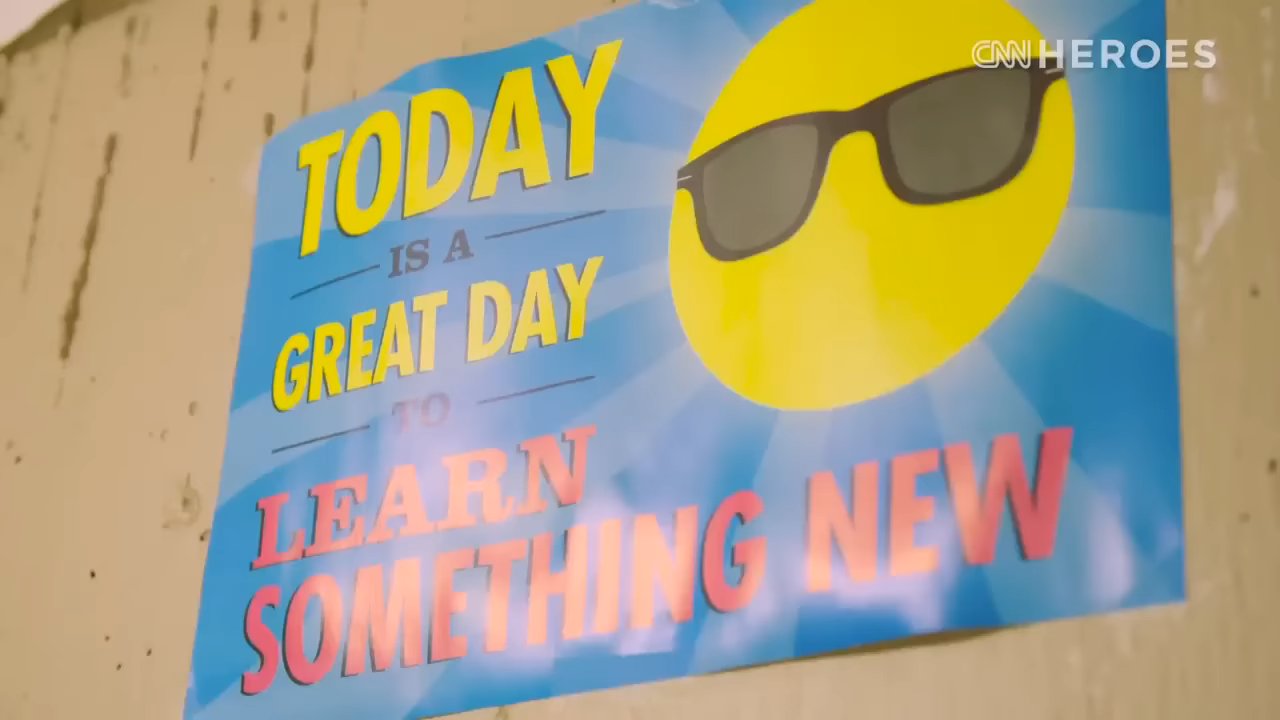 CNN HEROES
TODAY
IS A
GREAT DAY
TO
LEARN
SOMETHING NEW